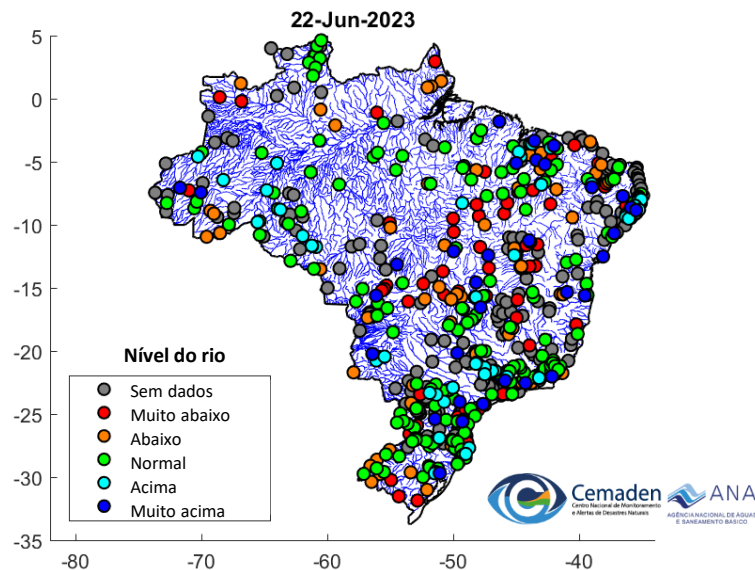 22-Jun-2023
5
0
-5
-10
-15
-20
-25
-30
-35
-80
-70
-60
-50
-40
Nível do rio
Sem dados
Muito abaixo
Abaixo
Normal
Acima
Muito acima
Cemaden
Centro Nacional de Monitoramento
e Alertas de Desastres Naturais
ANA
AGÊNCIA NACIONAL DE ÁGUAS
E SANEAMENTO BÁSICO